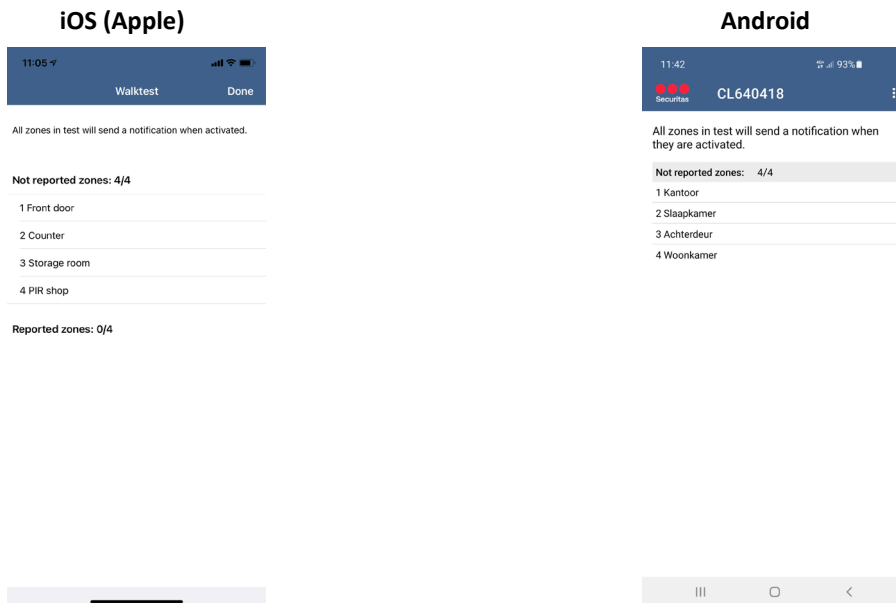 iOS (Apple)
11:05
Walktest
Done
All zones in test will send a notification when activated.
Not reported zones: 4/4
1 Front door
2 Counter
3 Storage room
4 PIR shop
Reported zones: 0/4
Android
11:42
93%
Securitas
CL640418
All zones in test will send a notification when
they are activated.
Not reported zones: 4/4
1 Kantoor
2 Slaapkamer
3 Achterdeur
4 Woonkamer